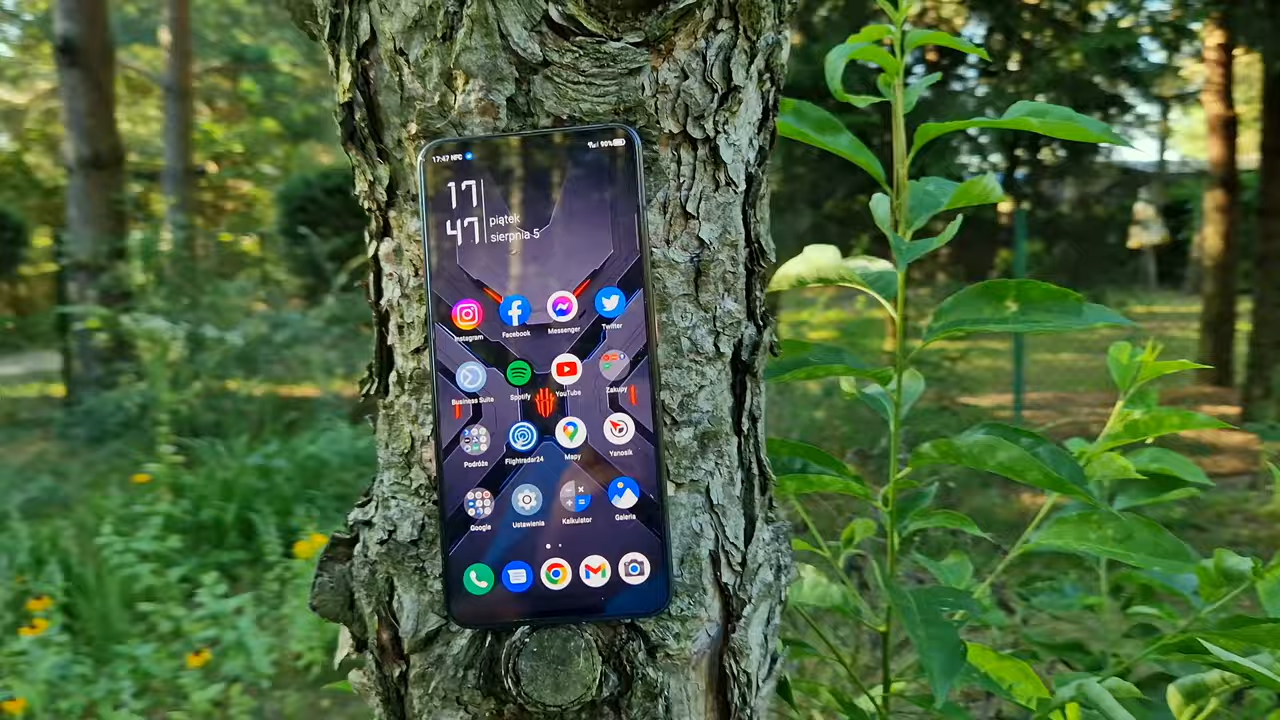 17:47 NFC
90%
17
47
piątek
sierpnia 5
Instagram
Facebook
Messenger
Twitter
Business Suite
Spotify
YouTube
Zakupy
Podróże
Flightradar24
Mapy
Yanosik
Google
Ustawienia
Kalkulator
Galeria